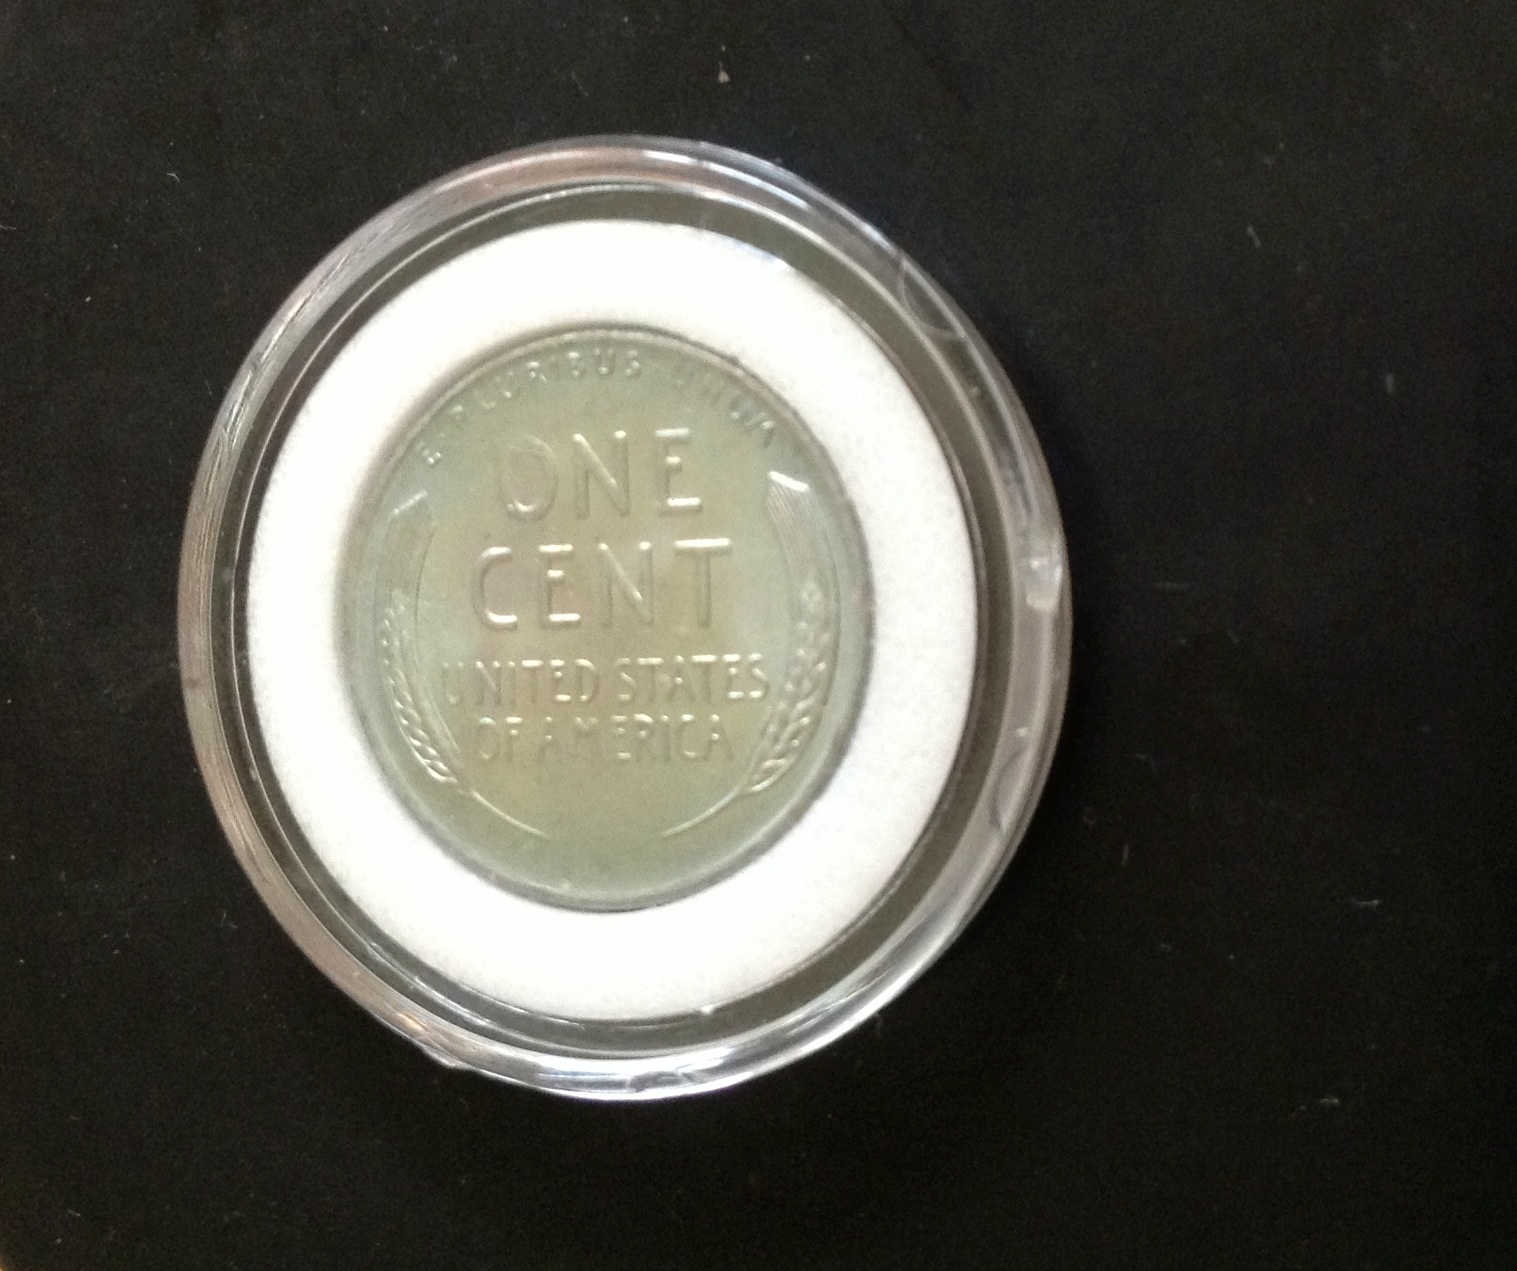 E·PLURIBUS·UNUM
ONE
CENT
UNITED STATES
OF AMERICA